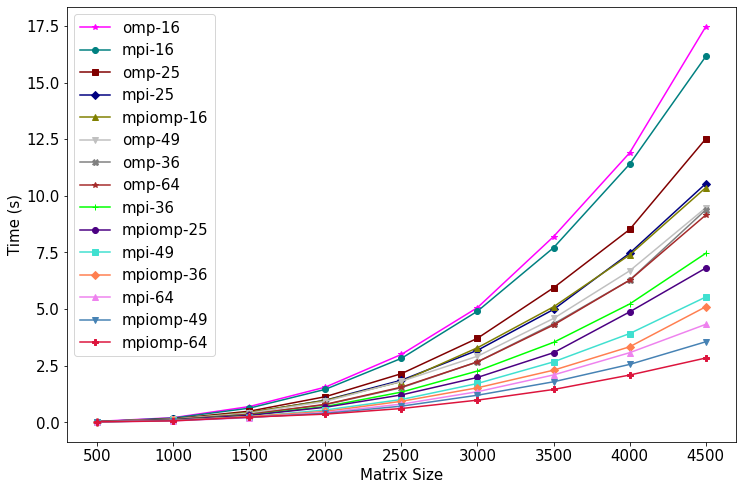 omp-16
mpi-16
omp-25
mpi-25
mpiomp-16
omp-49
omp-36
omp-64
mpi-36
mpiomp-25
mpi-49
mpiomp-36
mpi-64
mpiomp-49
mpiomp-64
17.5
15.0
12.5
10.0
7.5
5.0
2.5
0.0
Time (s)
500 1000 1500 2000 2500 3000 3500 4000 4500
Matrix Size